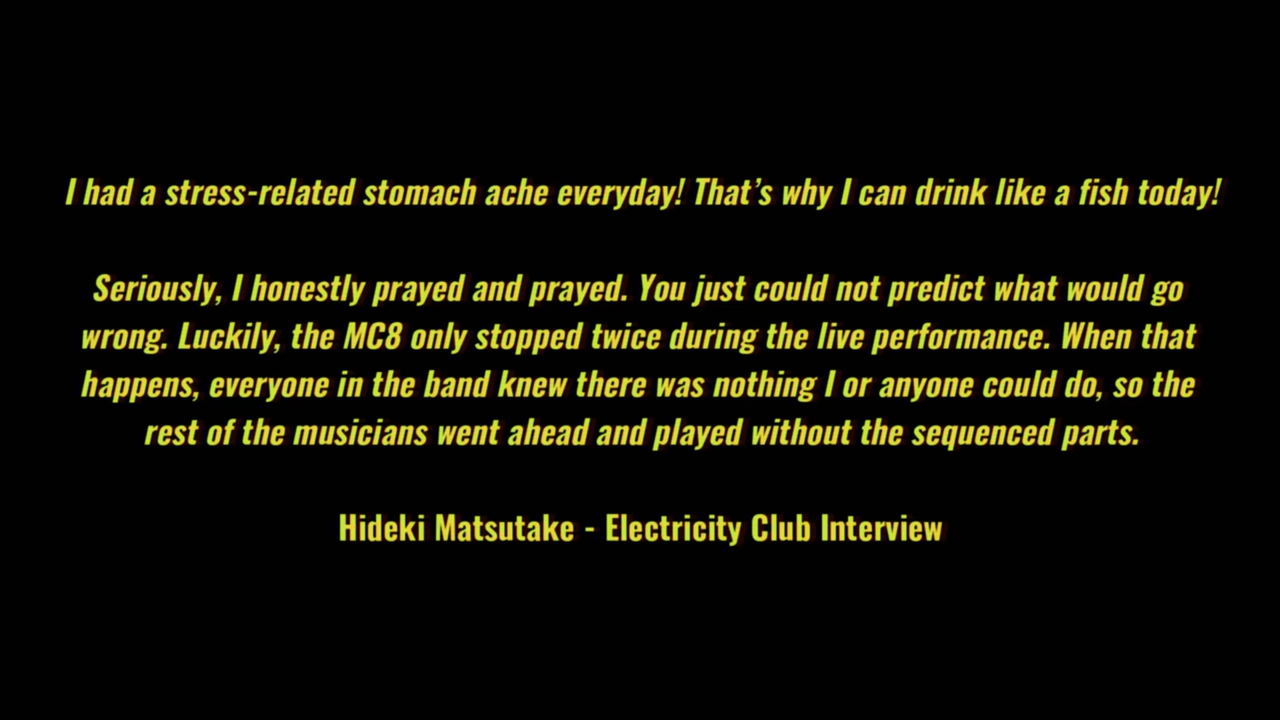 I had a stress-related stomach ache everyday! That's why I can drink like a fish today!
Seriously, I honestly prayed and prayed. You just could not predict what would go
wrong. Luckily, the MC8 only stopped twice during the live performance. When that
happens, everyone in the band knew there was nothing I or anyone could do, so the
rest of the musicians went ahead and played without the sequenced parts.
Hideki Matsutake - Electricity Club Interview